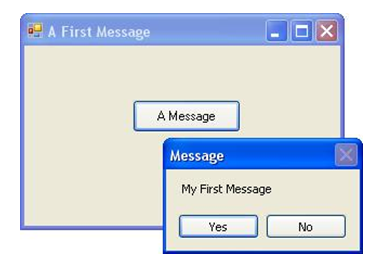 A First Message
A Message
Message
My First Message
Yes
No